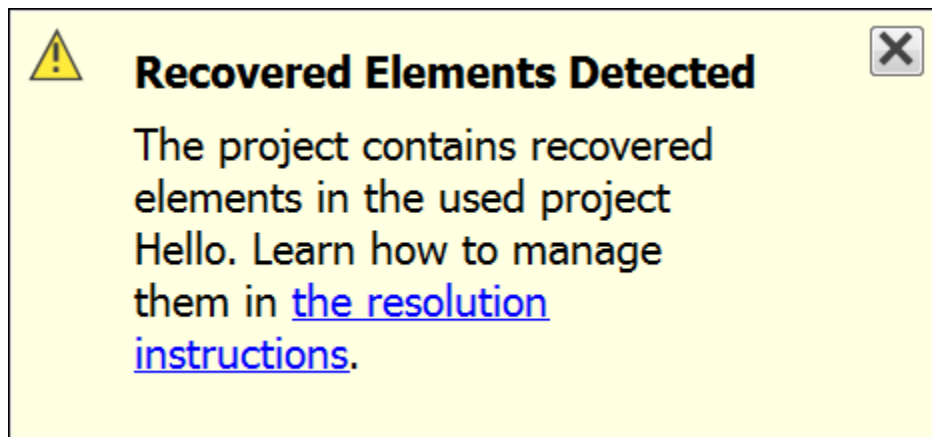 Recovered Elements Detected
The project contains recovered
elements in the used project
Hello. Learn how to manage
them in the resolution
instructions.